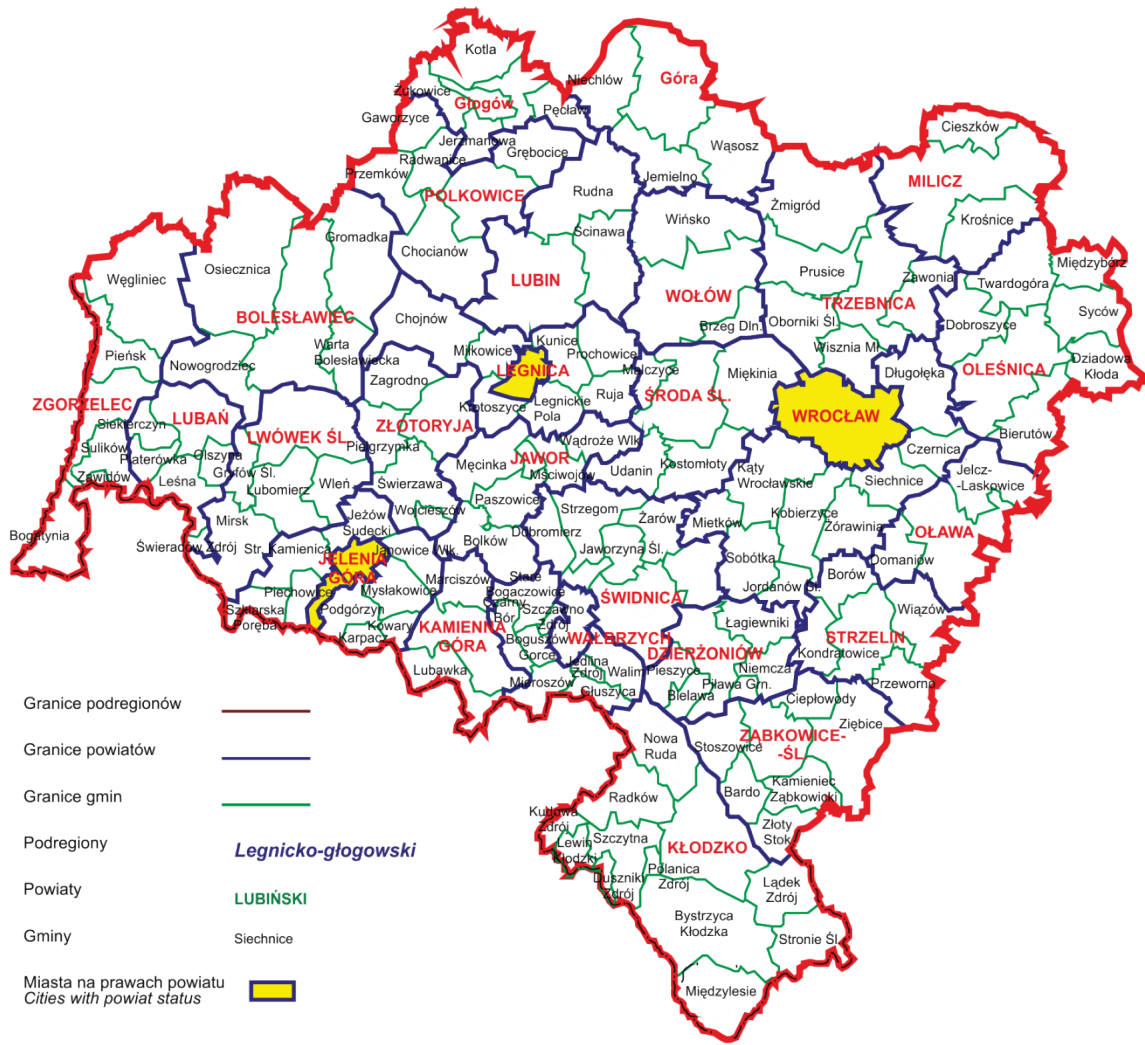 Kotla
Niechlów
Góra
Żukowice
Głogów
Pęcław
Gaworzyce
Cieszków
Jerzmanowa
Wąsosz
Grębocice
Radwanice
Przemków
Jemielno
MILICZ
POLKOWICE
Rudna
Żmigród
Wińsko
Krośnice
Gromadka
Ścinawa
Chocianów
Osiecznica
Węgliniec
Międzybórz
Prusice
Zawonia
Twardogóra
LUBIN
WOŁÓW
TRZEBNICA
Syców
BOLESŁAWIEC
Chojnów
Brzeg Dln.
Oborniki Śl.
Dobroszyce
Warta
Bolesławiecka
Kunice
Wisznia Mł.
Pieńsk
Nowogrodziec
Miłkowice
Prochowice
Dziadowa
Kłoda
Malczyce
Miękinia
Długołęka
OLEŚNICA
LEGNICA
Zagrodno
ZGORZELEC
Krotoszyce
Legnickie
Pola
Ruja
ŚRODA ŚL.
WROCŁAW
LUBAŃ
Siekierczyn
ZŁOTORYJA
Bierutów
LWÓWEK ŚL.
Sulików
Olszyna
Pielgrzymka
Wądroże Wlk.
Czernica
Platerówka
Męcinka
JAWOR
Kostomłoty
Kąty
Wrocławskie
Jelcz-
-Laskowice
Zawidów
Leśna
Gryfów Śl.
Lubomierz
Wleń
Świerzawa
Mściwojów
Udanin
Siechnice
Paszowice
Wojcieszów
Strzegom
Żarów
Mietków
Kobierzyce
Żórawinia
OŁAWA
Bogatynia
Mirsk
Jeżów
Sudecki
Dobromierz
Bolków
Świeradów Zdrój
Str. Kamienica
Janowice Wlk.
Jaworzyna Śl.
Sobótka
Domaniów
JELENIA
GÓRA
Marciszów
Stare
Bogaczowice
Jordanów Śl.
Borów
Piechowice
Mysłakowice
ŚWIDNICA
Szklarska
Poręba
Podgórzyn
Czarny
Bór
Szczawno
Zdrój
Wiązów
Kowary
Łagiewniki
KAMIENNA
GÓRA
Karpacz
Boguszów
Gorce
WAŁBRZYCH
DZIERŻONIÓW
STRZELIN
Kondratowice
Lubawka
Jedlina
Zdrój
Walim
Pieszyce
Niemcza
Mieroszów
Głuszyca
Bielawa
Piława Grn.
Przeworno
Ciepłowody
Ziębice
Nowa
Ruda
Stoszowice
ZĄBKOWICE-
-ŚL.
Radków
Bardo
Kamieniec
Ząbkowicki
Kudowa
Zdrój
Złoty
Stok
Lewin
Kłodzki
Szczytna
KŁODZKO
Duszniki
Zdrój
Polanica
Zdrój
Lądek
Zdrój
Bystrzyca
Kłodzka
Stronie Śl.
Międzylesie
Granice podregionów
Granice powiatów
Granice gmin
Podregiony
Legnicko-głogowski
Powiaty
LUBIŃSKI
Gminy
Siechnice
Miasta na prawach powiatu
Cities with powiat status